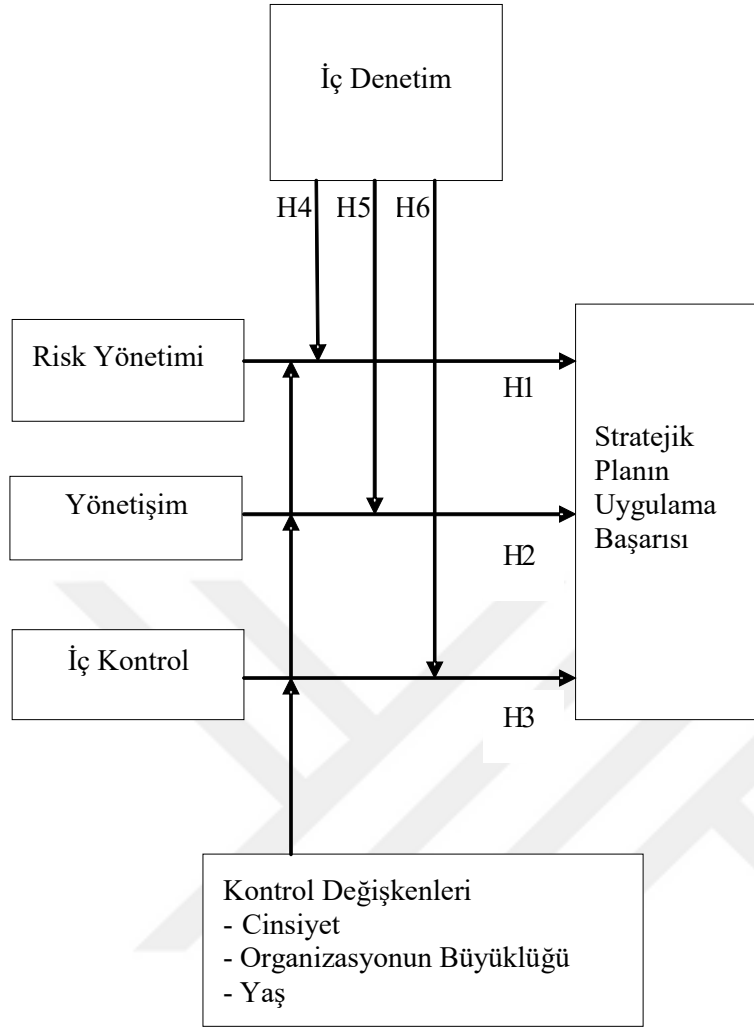 İç Denetim
H4
H5
H6
Risk Yönetimi
H1
Stratejik
Planın
Uygulama
Başarısı
Yönetişim
H2
İç Kontrol
H3
Kontrol Değişkenleri
- Cinsiyet
- Organizasyonun Büyüklüğü
- Yaş